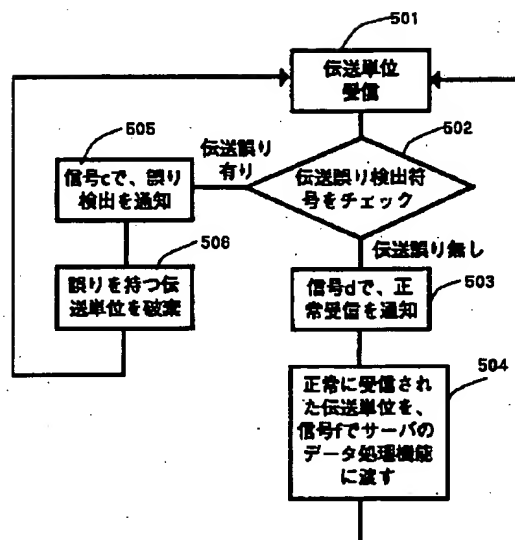 501
伝送単位
受信
502
伝送誤り検出符
号をチェック
伝送誤り
有り
505
信号cで、誤り
検出を通知
506
誤りを持つ伝
送単位を破棄
伝送誤り無し
503
信号dで、正
常受信を通知
504
正常に受信され
た伝送単位を、
信号fでサーバの
データ処理機能
に渡す